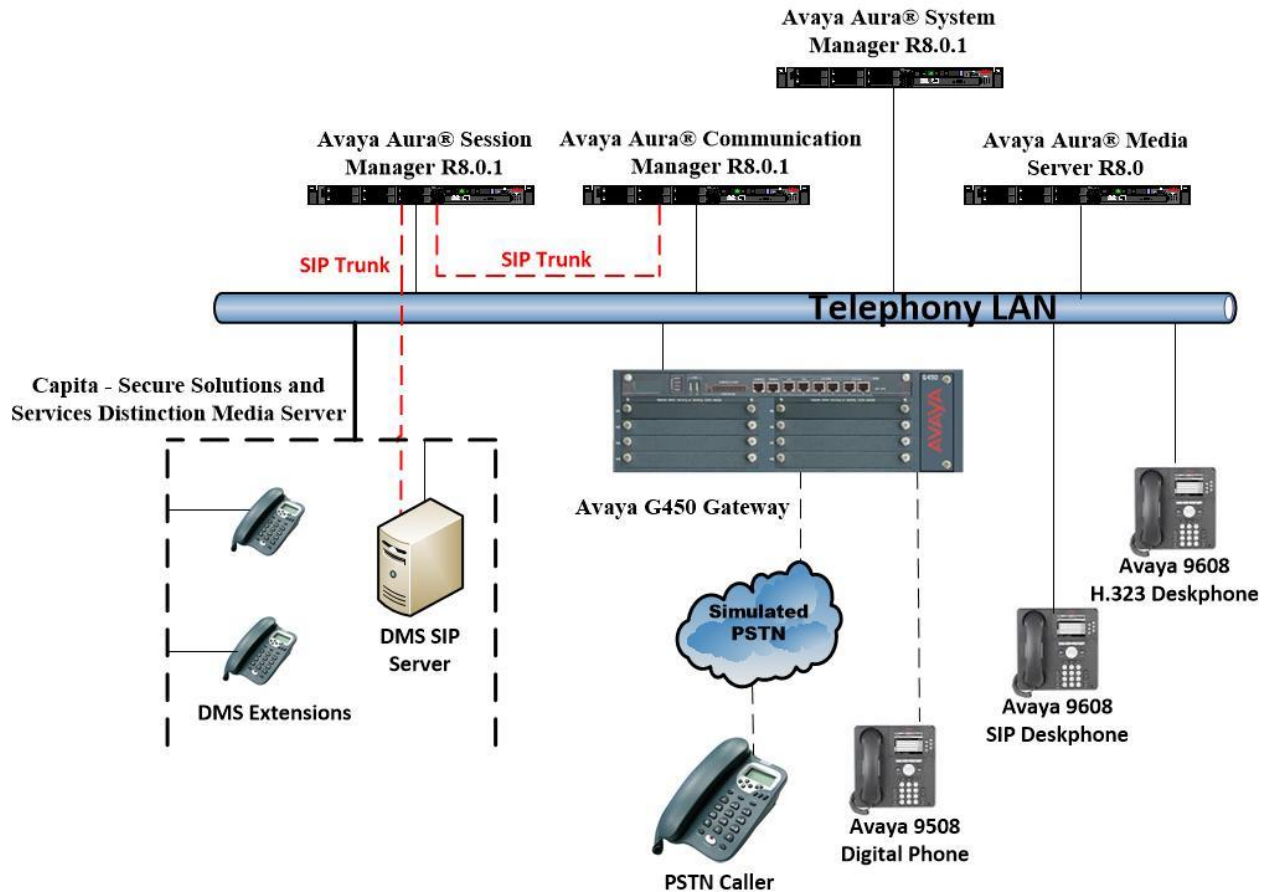 Avaya Aura® System
Manager R8.0.1
Avaya Aura® Session
Manager R8.0.1
Avaya Aura® Communication
Manager R8.0.1
Avaya Aura® Media
Server R8.0
SIP Trunk
SIP Trunk
Telephony LAN
Capita - Secure Solutions and
Services Distinction Media Server
G450
AVAYA
Avaya G450 Gateway
Avaya 9608
H.323 Deskphone
Simulated
PSTN
DMS SIP
Server
DMS Extensions
Avaya 9608
SIP Deskphone
Avaya 9508
Digital Phone
PSTN Caller